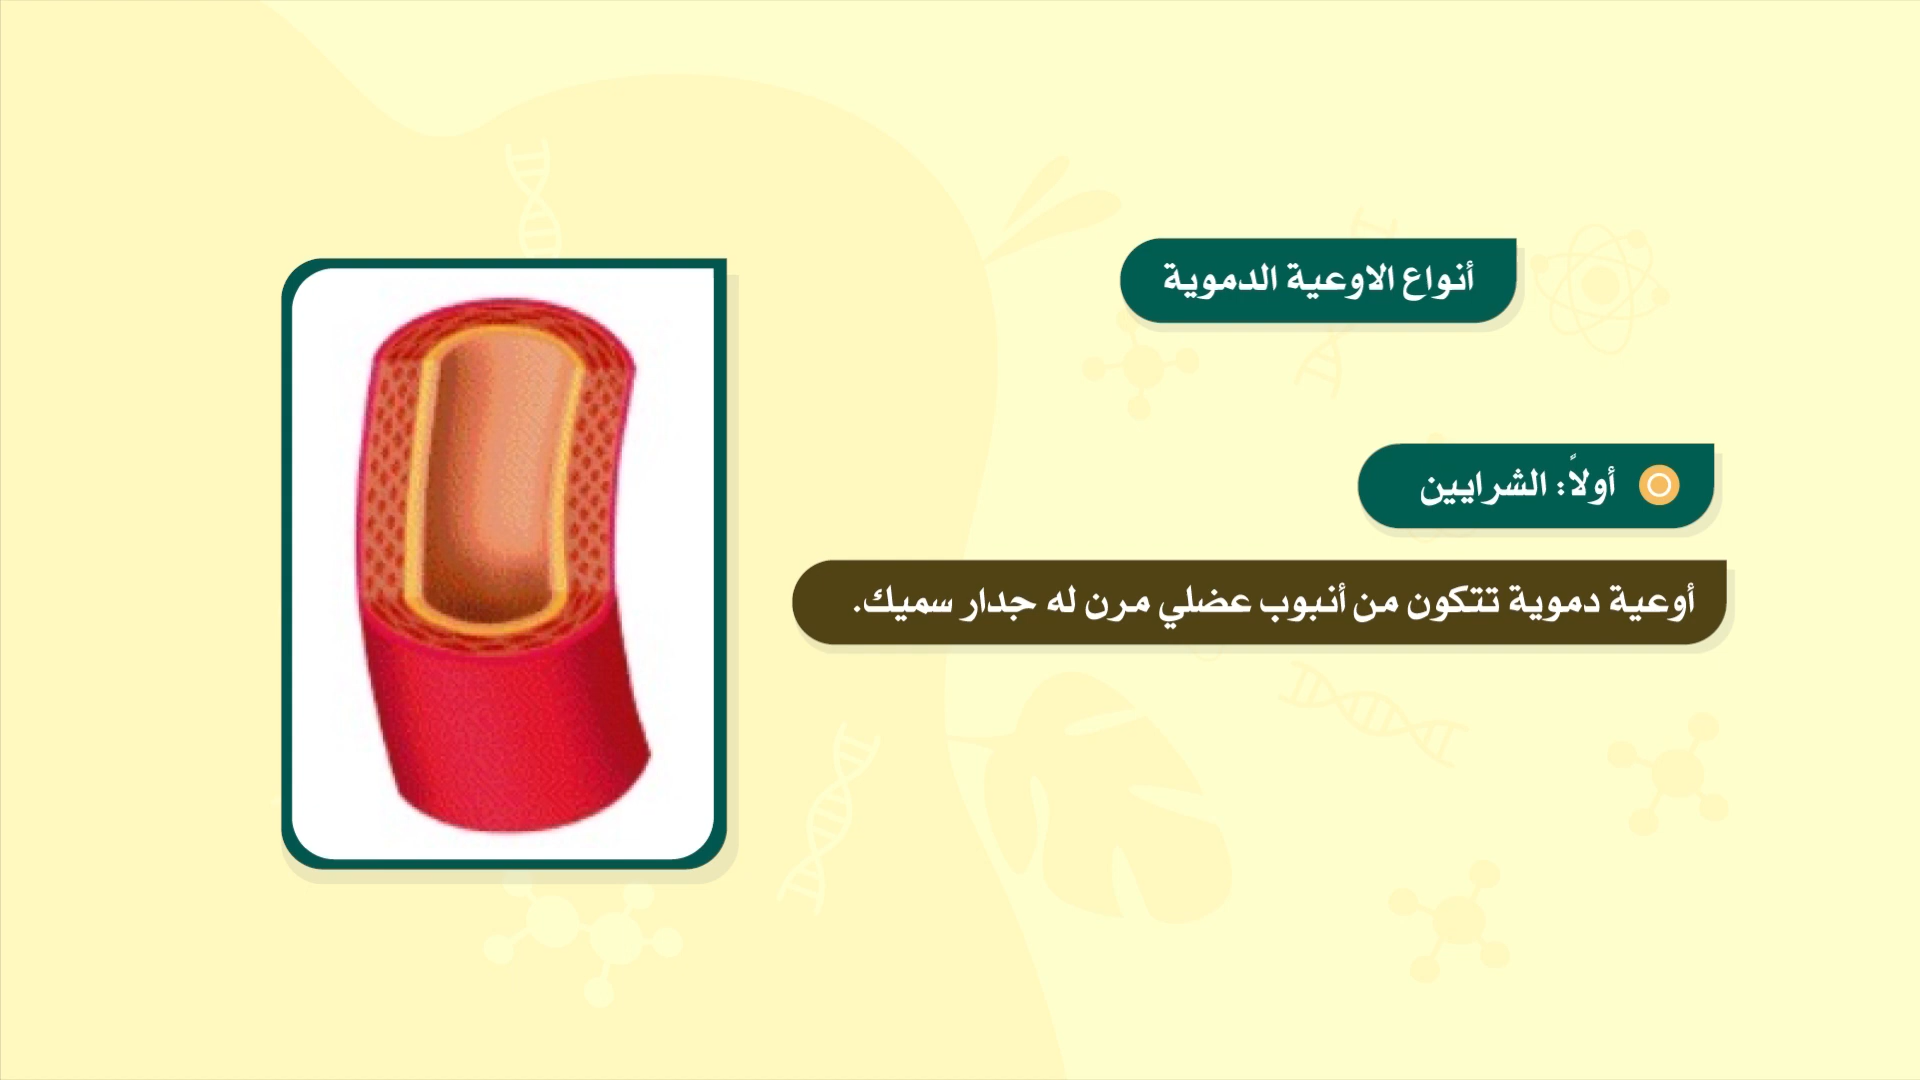 أنواع الاوعية الدموية
أولاً: الشرايين
أوعية دموية تتكون من أنبوب عضلي مرن له جدار سميك.